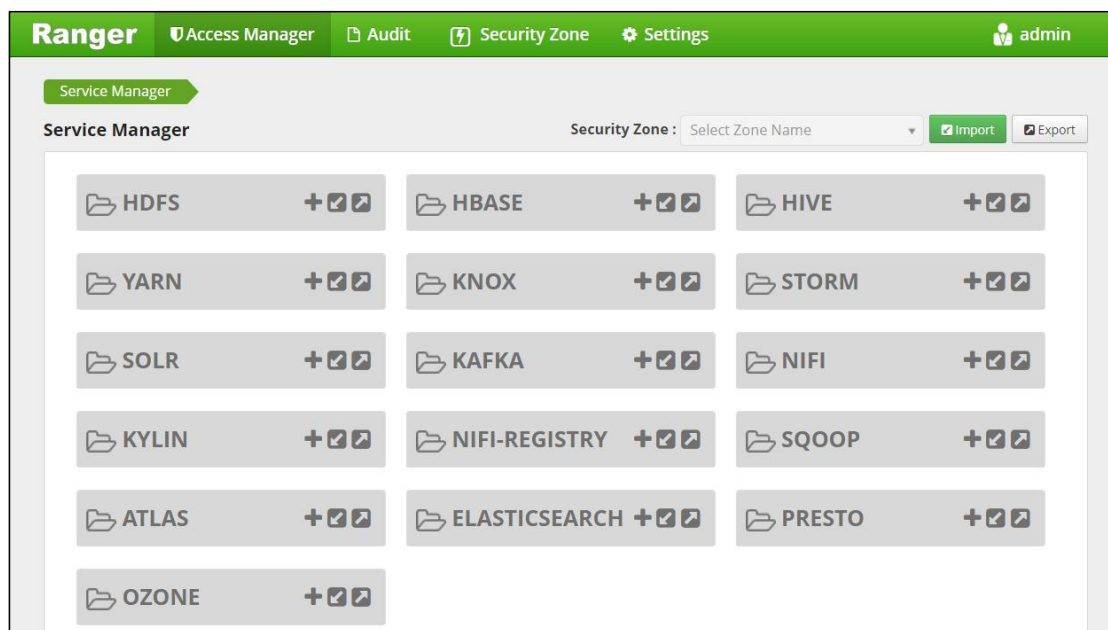 Ranger Access Manager Audit Security Zone Settings admin
Service Manager
Service Manager Security Zone : Select Zone Name Import Export
HDFS HBASE HIVE
YARN KNOX STORM
SOLR KAFKA NIFI
KYLIN NIFI-REGISTRY SQOOP
ATLAS ELASTICSEARCH PRESTO
OZONE